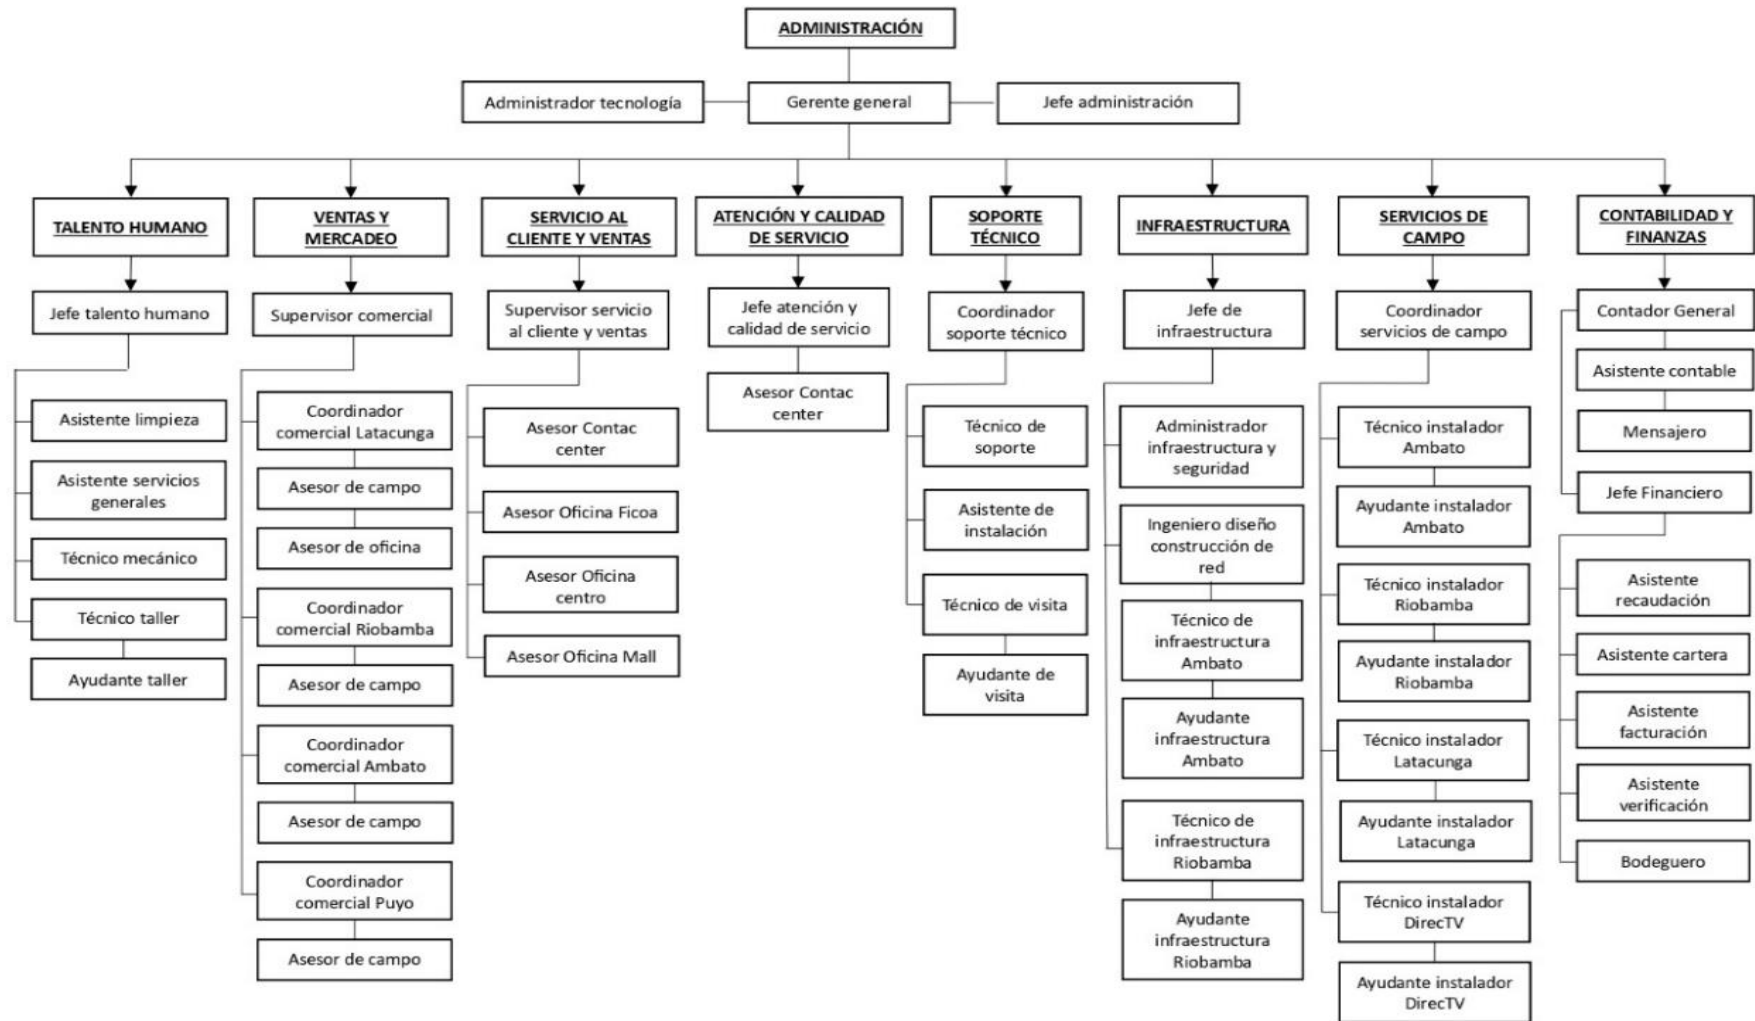 ADMINISTRACIÓN
Administrador tecnología
Gerente general
Jefe administración
TALENTO HUMANO
Jefe talento humano
Asistente limpieza
Asistente servicios
generales
Técnico mecánico
Técnico taller
Ayudante taller
VENTAS Y
MERCADEO
Supervisor comercial
Coordinador
comercial Latacunga
Asesor de campo
Asesor de oficina
Coordinador
comercial Riobamba
Asesor de campo
Coordinador
comercial Ambato
Asesor de campo
Coordinador
comercial Puyo
Asesor de campo
SERVICIO AL
CLIENTE Y VENTAS
Supervisor servicio
al cliente y ventas
Asesor Contac
center
Asesor Oficina Ficoa
Asesor Oficina
centro
Asesor Oficina Mall
ATENCIÓN Y CALIDAD
DE SERVICIO
Jefe atención y
calidad de servicio
Asesor Contac
center
SOPORTE
TÉCNICO
Coordinador
soporte técnico
Técnico de
soporte
Asistente de
instalación
Técnico de visita
Ayudante de
visita
INFRAESTRUCTURA
Jefe de
infraestructura
Administrador
infraestructura y
seguridad
Ingeniero diseño
construcción de
red
Técnico de
infraestructura
Ambato
Ayudante
infraestructura
Ambato
Técnico de
infraestructura
Riobamba
Ayudante
infraestructura
Riobamba
SERVICIOS DE
CAMPO
Coordinador
servicios de campo
Técnico instalador
Ambato
Ayudante instalador
Ambato
Técnico instalador
Riobamba
Ayudante instalador
Riobamba
Técnico instalador
Latacunga
Ayudante instalador
Latacunga
Técnico instalador
DirecTV
Ayudante instalador
DirecTV
CONTABILIDAD Y
FINANZAS
Contador General
Asistente contable
Mensajero
Jefe Financiero
Asistente
recaudación
Asistente cartera
Asistente
facturación
Asistente
verificación
Bodeguero